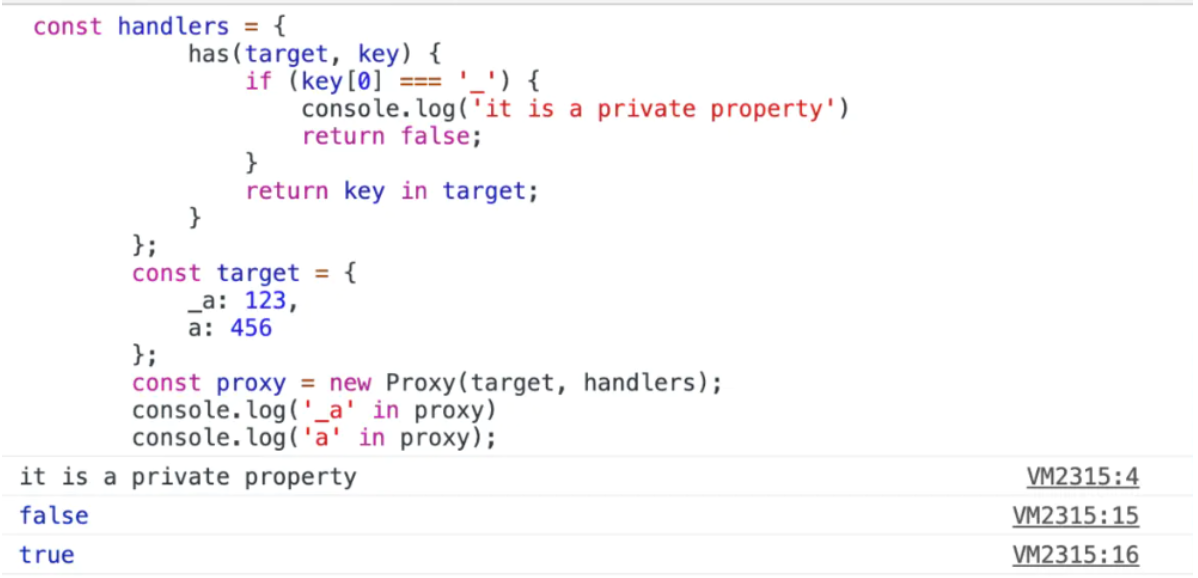 const handlers = {
has(target, key) {
if (key[0] === '_') {
console.log('it is a private property')
return false;
}
return key in target;
}
};
const target = {
_a: 123,
a: 456
};
const proxy = new Proxy(target, handlers);
console.log('_a' in proxy)
console.log('a' in proxy);
it is a private property VM2315:4
false VM2315:15
true VM2315:16